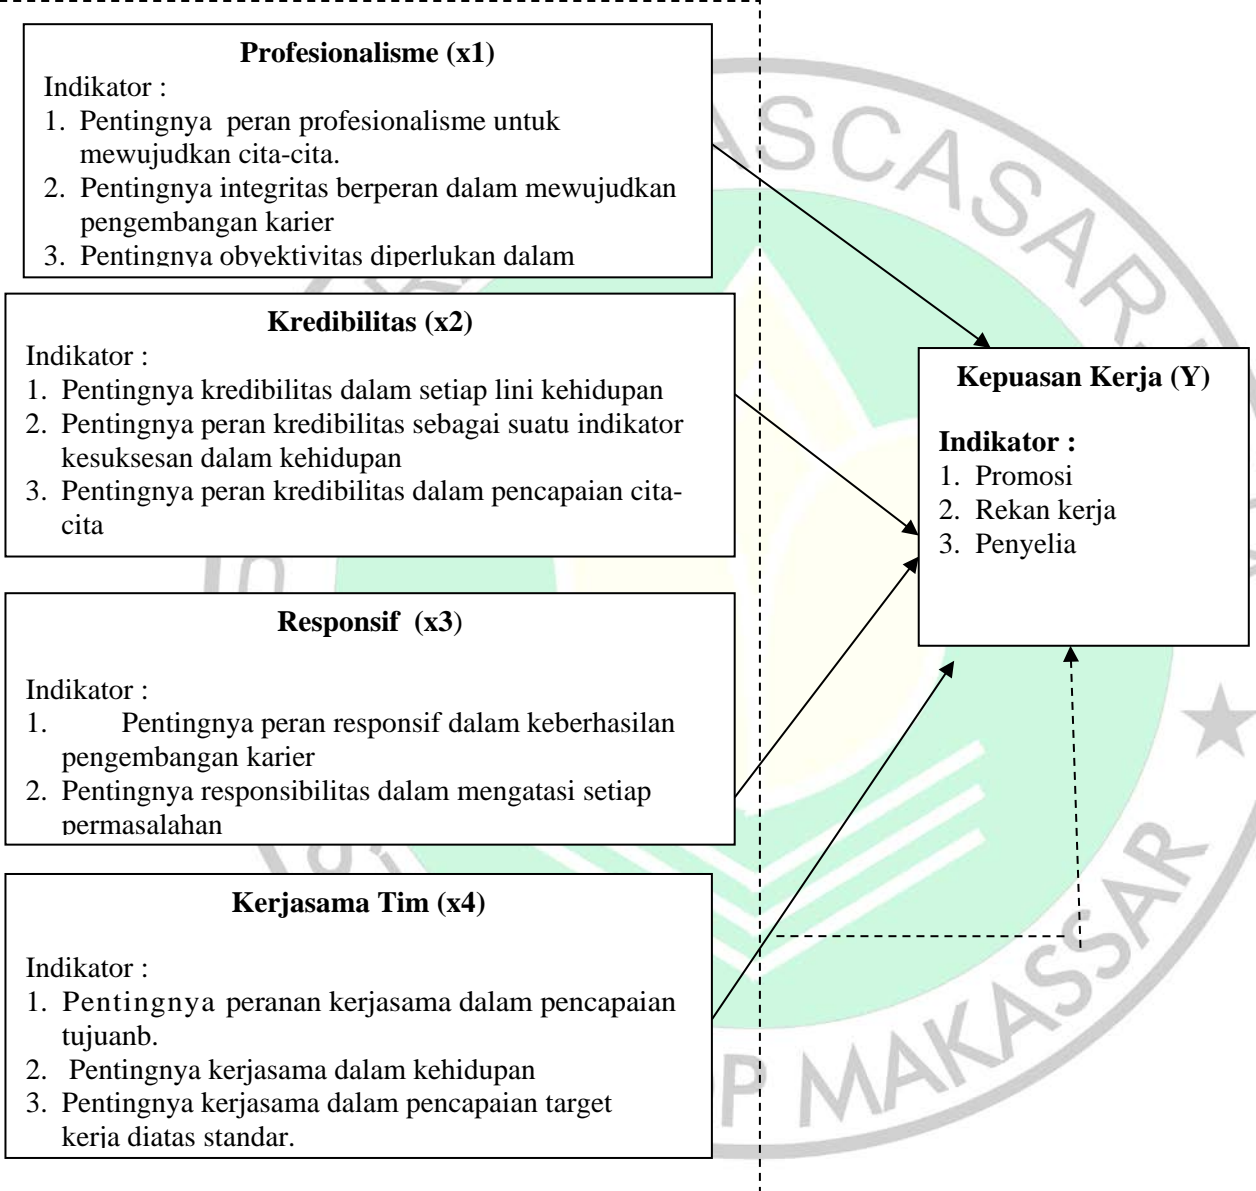 Profesionalisme (x1)
Indikator :
1. Pentingnya peran profesionalisme untuk
mewujudkan cita-cita.
2. Pentingnya integritas berperan dalam mewujudkan
pengembangan karier
3. Pentingnya obyektivitas diperlukan dalam
Kredibilitas (x2)
Indikator :
1. Pentingnya kredibilitas dalam setiap lini kehidupan
2. Pentingnya peran kredibilitas sebagai suatu indikator
kesuksesan dalam kehidupan
3. Pentingnya peran kredibilitas dalam pencapaian cita-
cita
Responsif (x3)
Indikator :
1. Pentingnya peran responsif dalam keberhasilan
pengembangan karier
2. Pentingnya responsibilitas dalam mengatasi setiap
permasalahan
Kerjasama Tim (x4)
Indikator :
1. Pentingnya peranan kerjasama dalam pencapaian
tujuanb.
2. Pentingnya kerjasama dalam kehidupan
3. Pentingnya kerjasama dalam pencapaian target
kerja diatas standar.
Kepuasan Kerja (Y)
Indikator :
1. Promosi
2. Rekan kerja
3. Penyelia
MAKASSAR